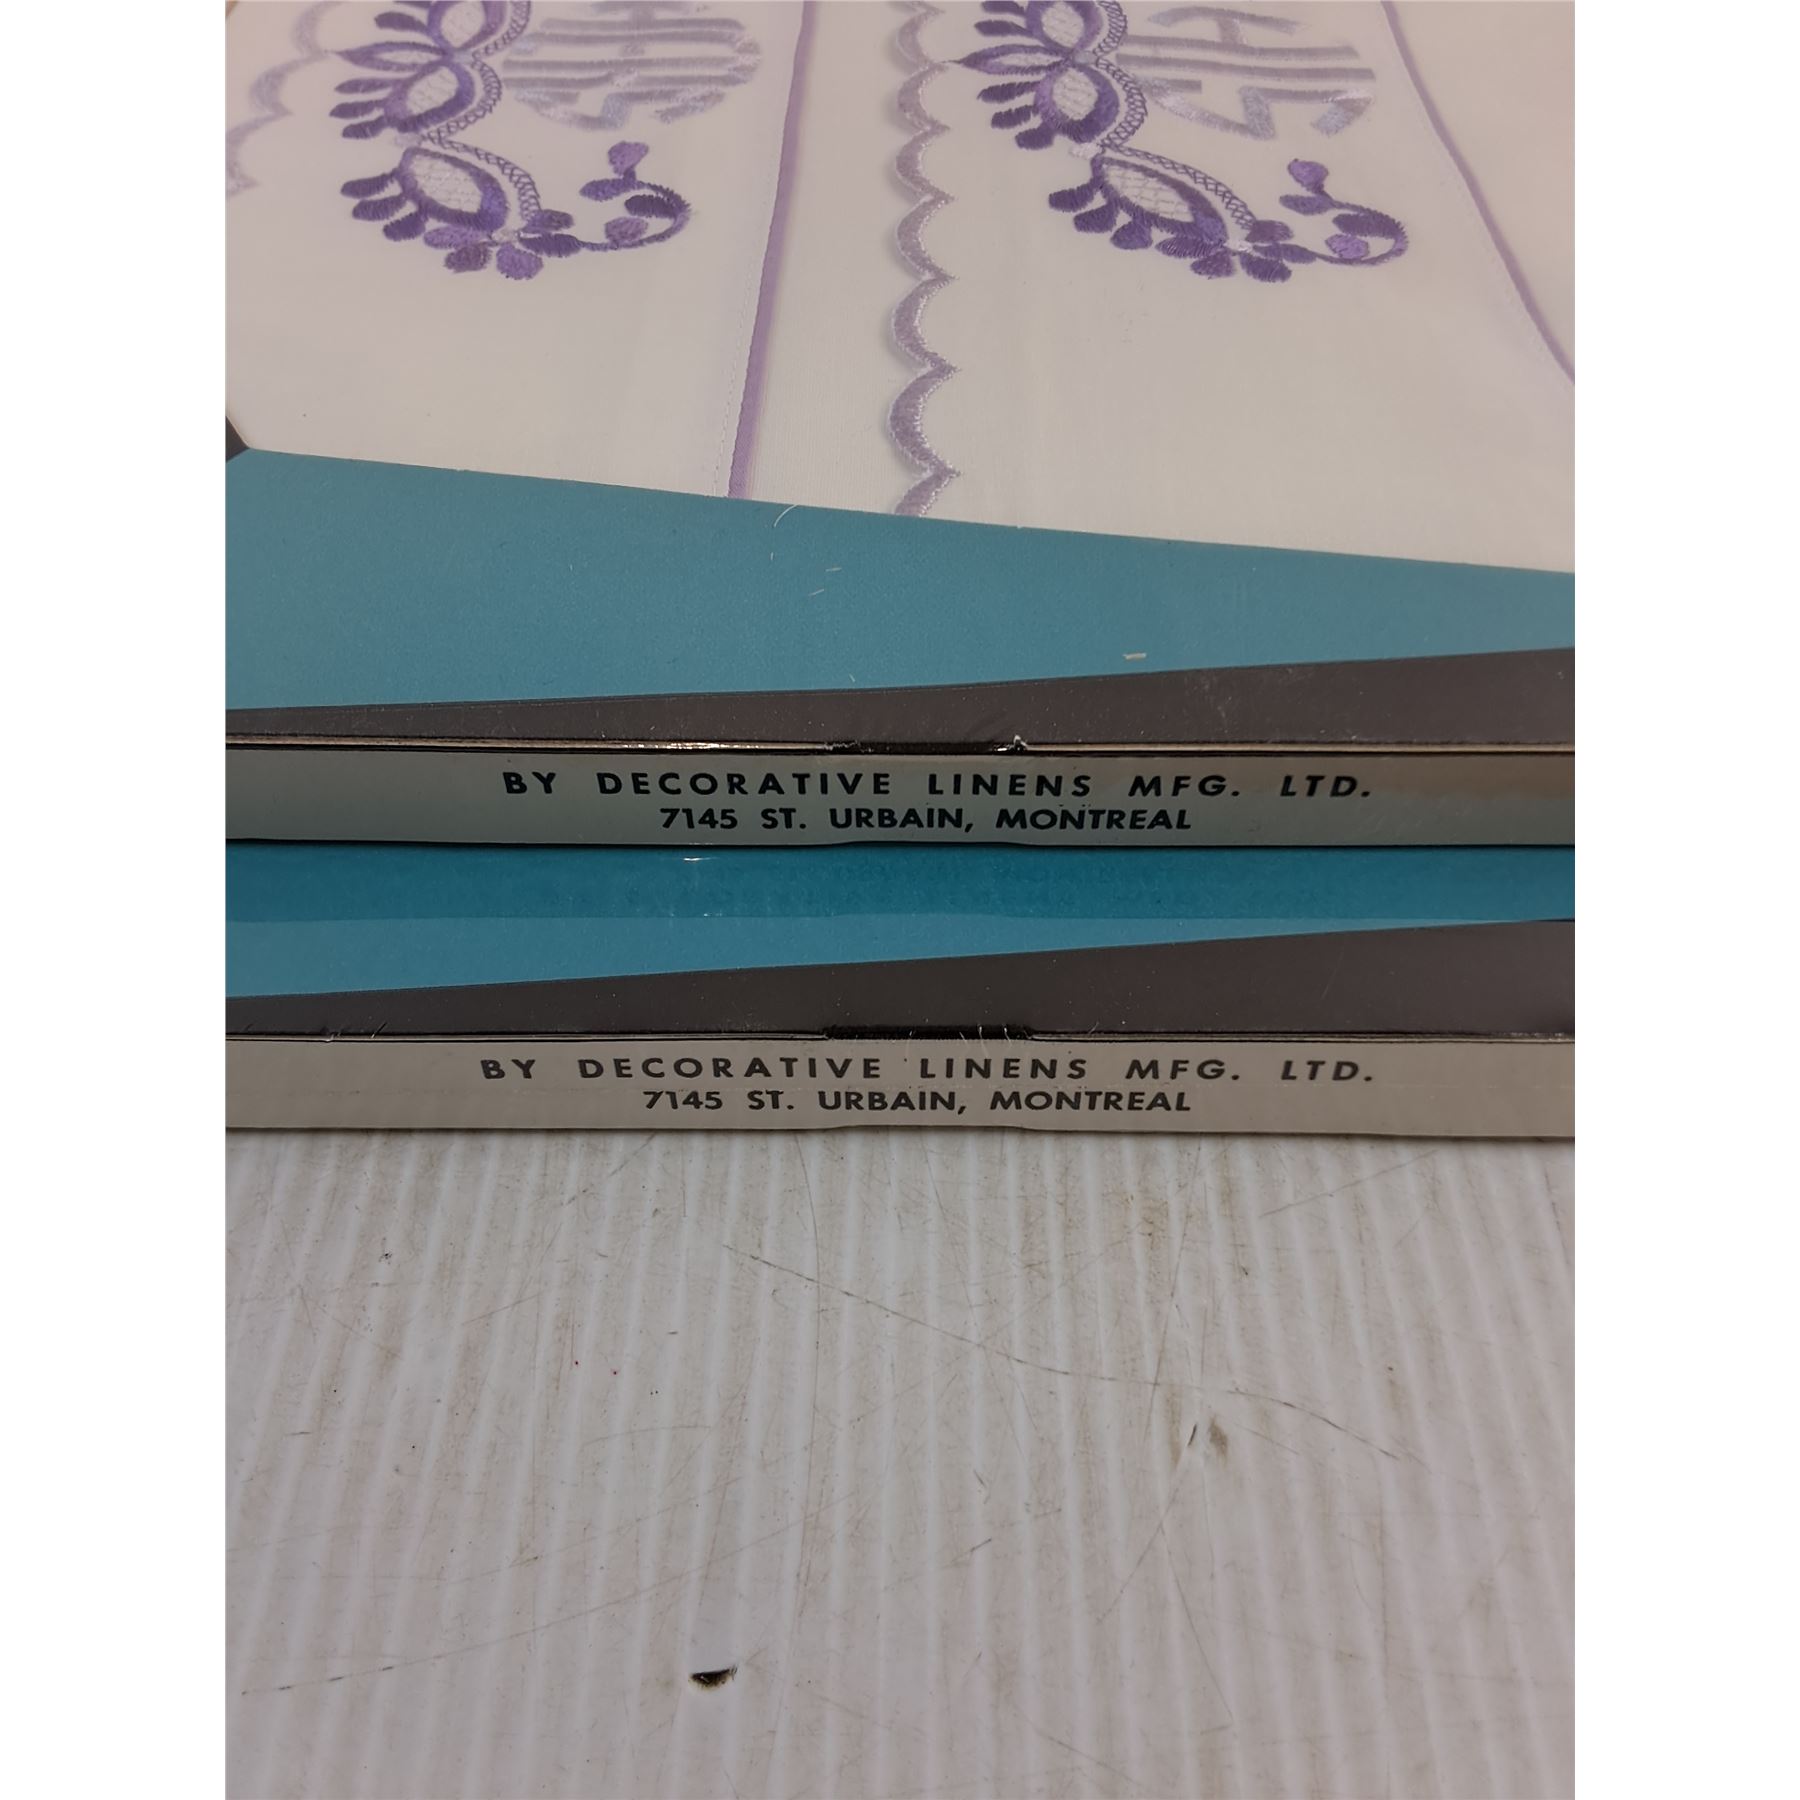 BY DECORATIVE LINENS MFG. LTD.
7145 ST. URBAIN, MONTREAL
BY DECORATIVE LINENS MFG. LTD.
7145 ST. URBAIN, MONTREAL